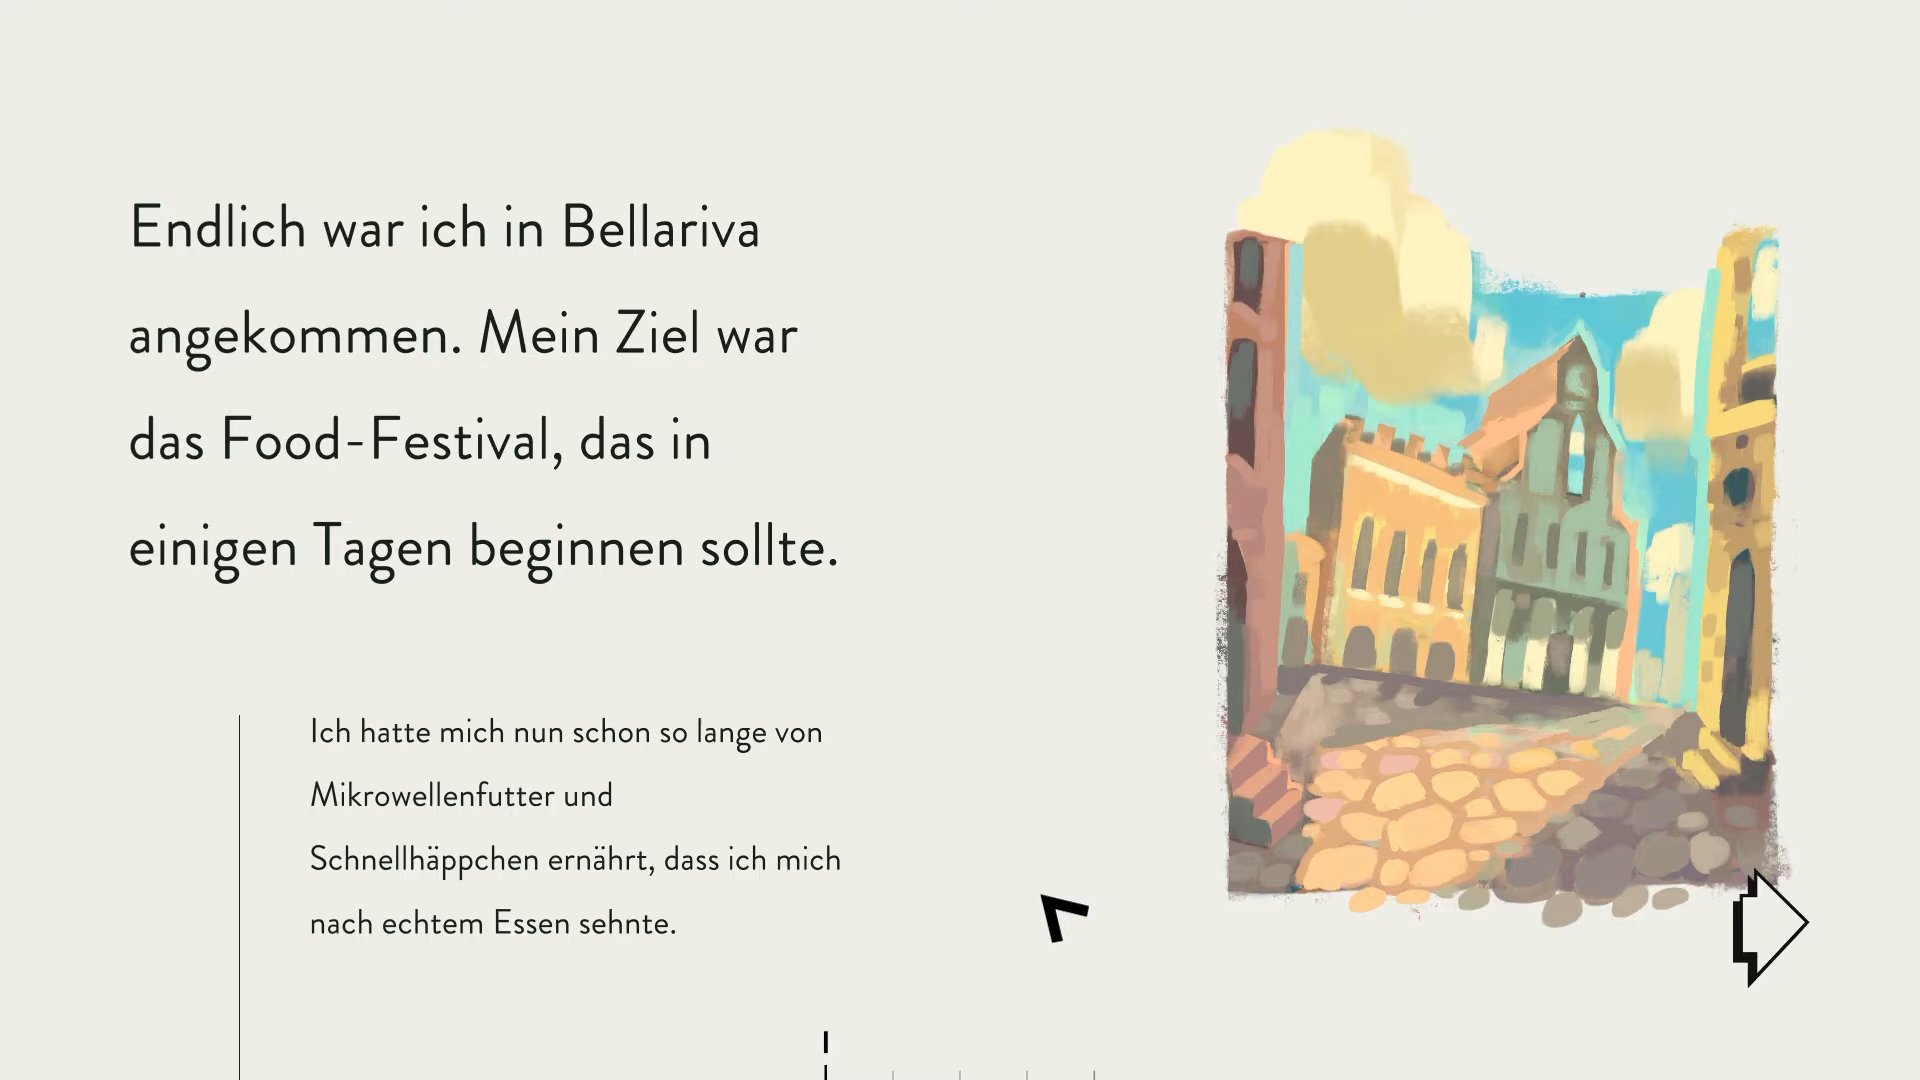 Endlich war ich in Bellariva
angekommen. Mein Ziel war
das Food-Festival, das in
einigen Tagen beginnen sollte.
Ich hatte mich nun schon so lange von
Mikrowellenfutter und
Schnellhäppchen ernährt, dass ich mich
nach echtem Essen sehnte.